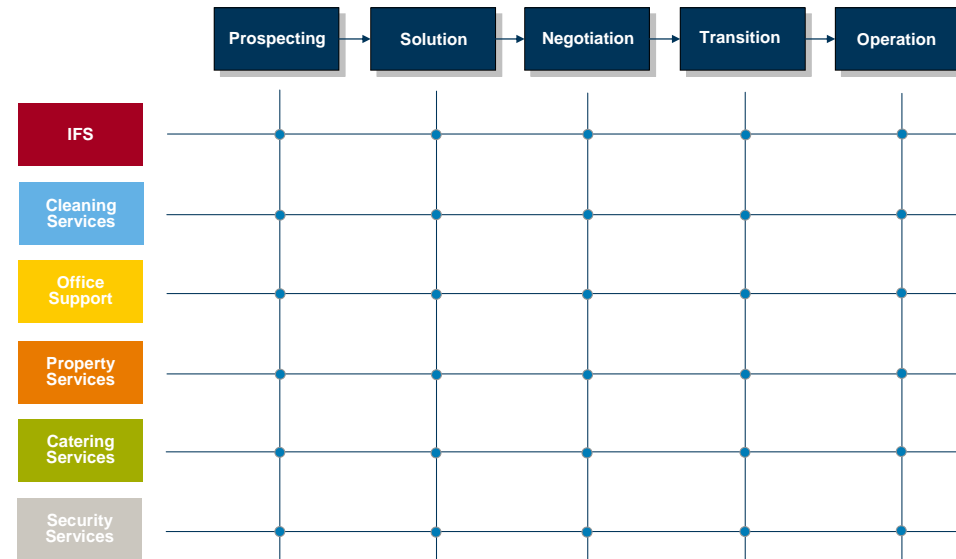 Prospecting
Solution
Negotiation
Transition
Operation
IFS
Cleaning
Services
Office
Support
Property
Services
Catering
Services
Security
Services